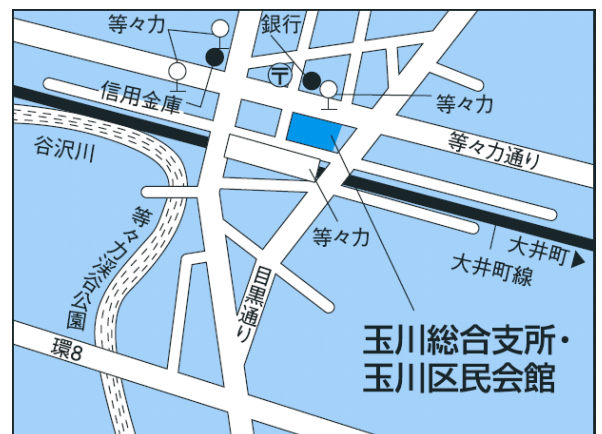 等々力
銀行
〒
信用金庫
等々力
等々力通り
谷沢川
等々力渓谷公園
等々力
大井町
大井町線
目黒通り
環8
玉川総合支所・
玉川区民会館